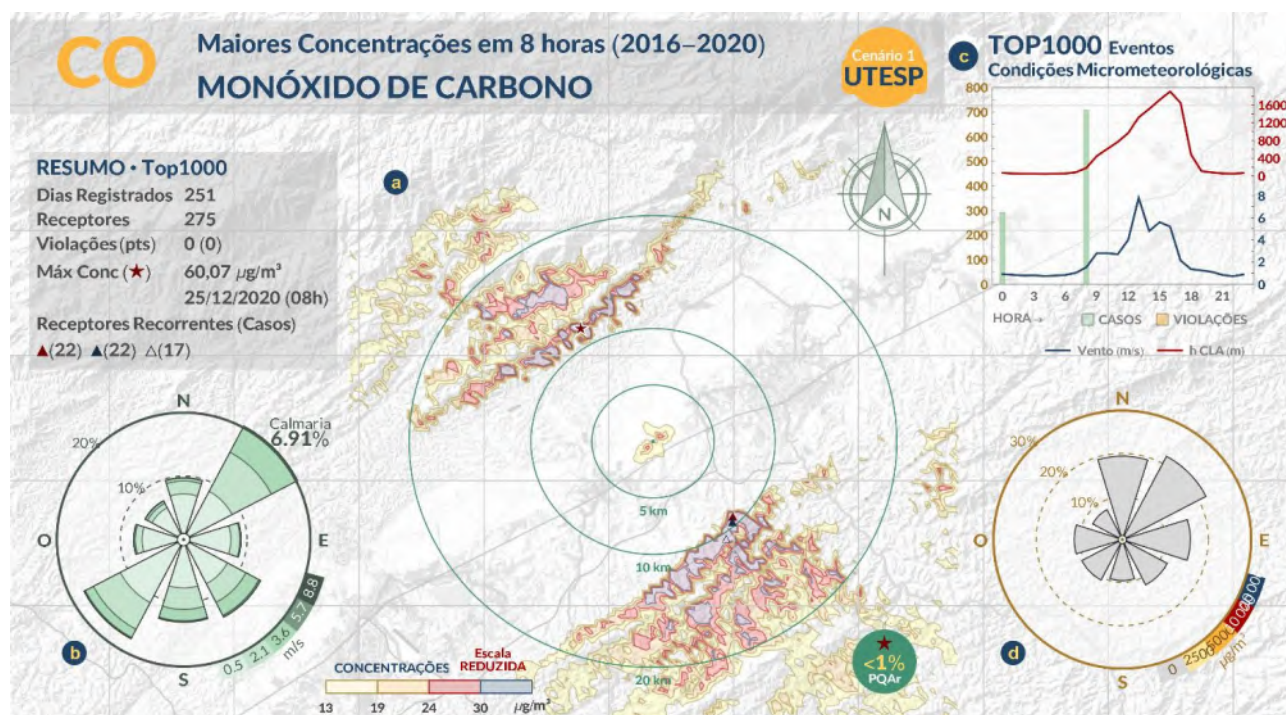 CO
Maiores Concentrações em 8 horas (2016–2020)
MONÓXIDO DE CARBONO
Cenário 1
UTESP
RESUMO • Top1000
Dias Registrados 251
Receptores 275
Violações (pts) 0 (0)
Máx Conc (★) 60,07 µg/m³
25/12/2020 (08h)
Receptores Recorrentes (Casos)
▲(22) ▲(22) △(17)
a
N
5 km
10 km
20 km
c
TOP1000 Eventos
Condições Micrometeorológicas
800
700
600
500
400
300
200
100
0
1600
1200
800
400
0
8
6
4
2
0
0 3 6 9 12 15 18 21
HORA→ CASOS VIOLAÇÕES
Vento (m/s) h CLA (m)
N
Calmaria
6.91%
20%
10%
O
E
S
b
0.5 2.1 3.6 5.7 8.8
m/s
CONCENTRAÇÕES
Escala
REDUZIDA
13 19 24 30 µg/m³
★
<1%
PQAr
N
30%
20%
10%
O
E
S
d
0 2500
µg/m³